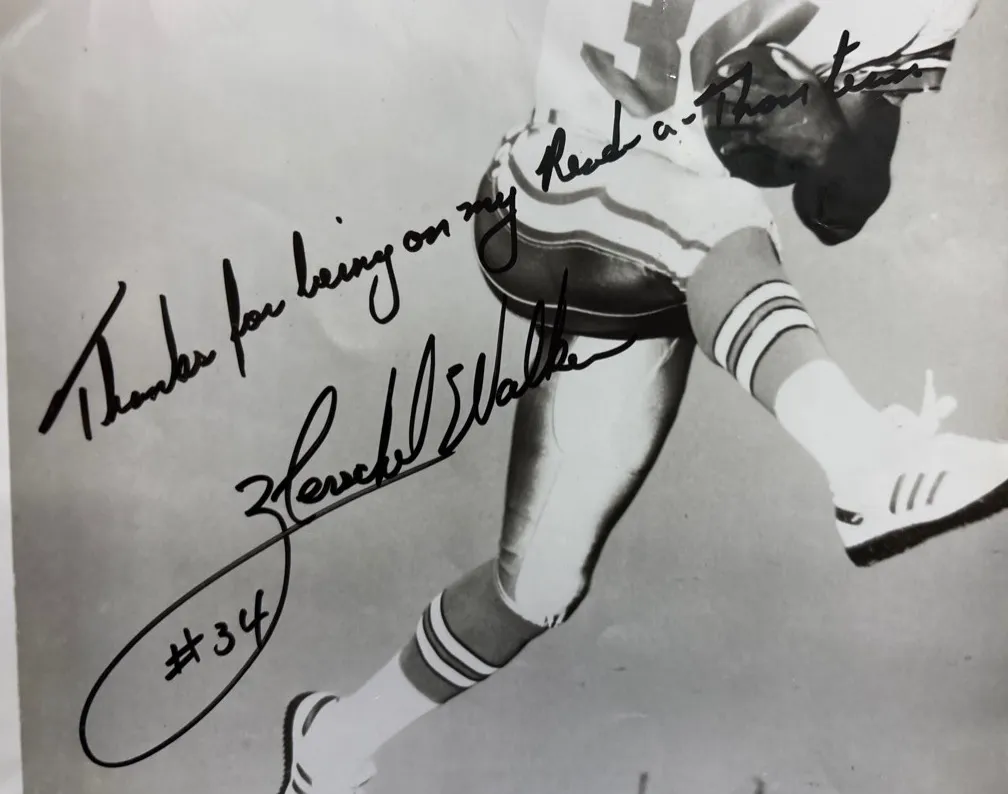 Thanks for being on my Read-a-Thon team
Herschel Walker
#34